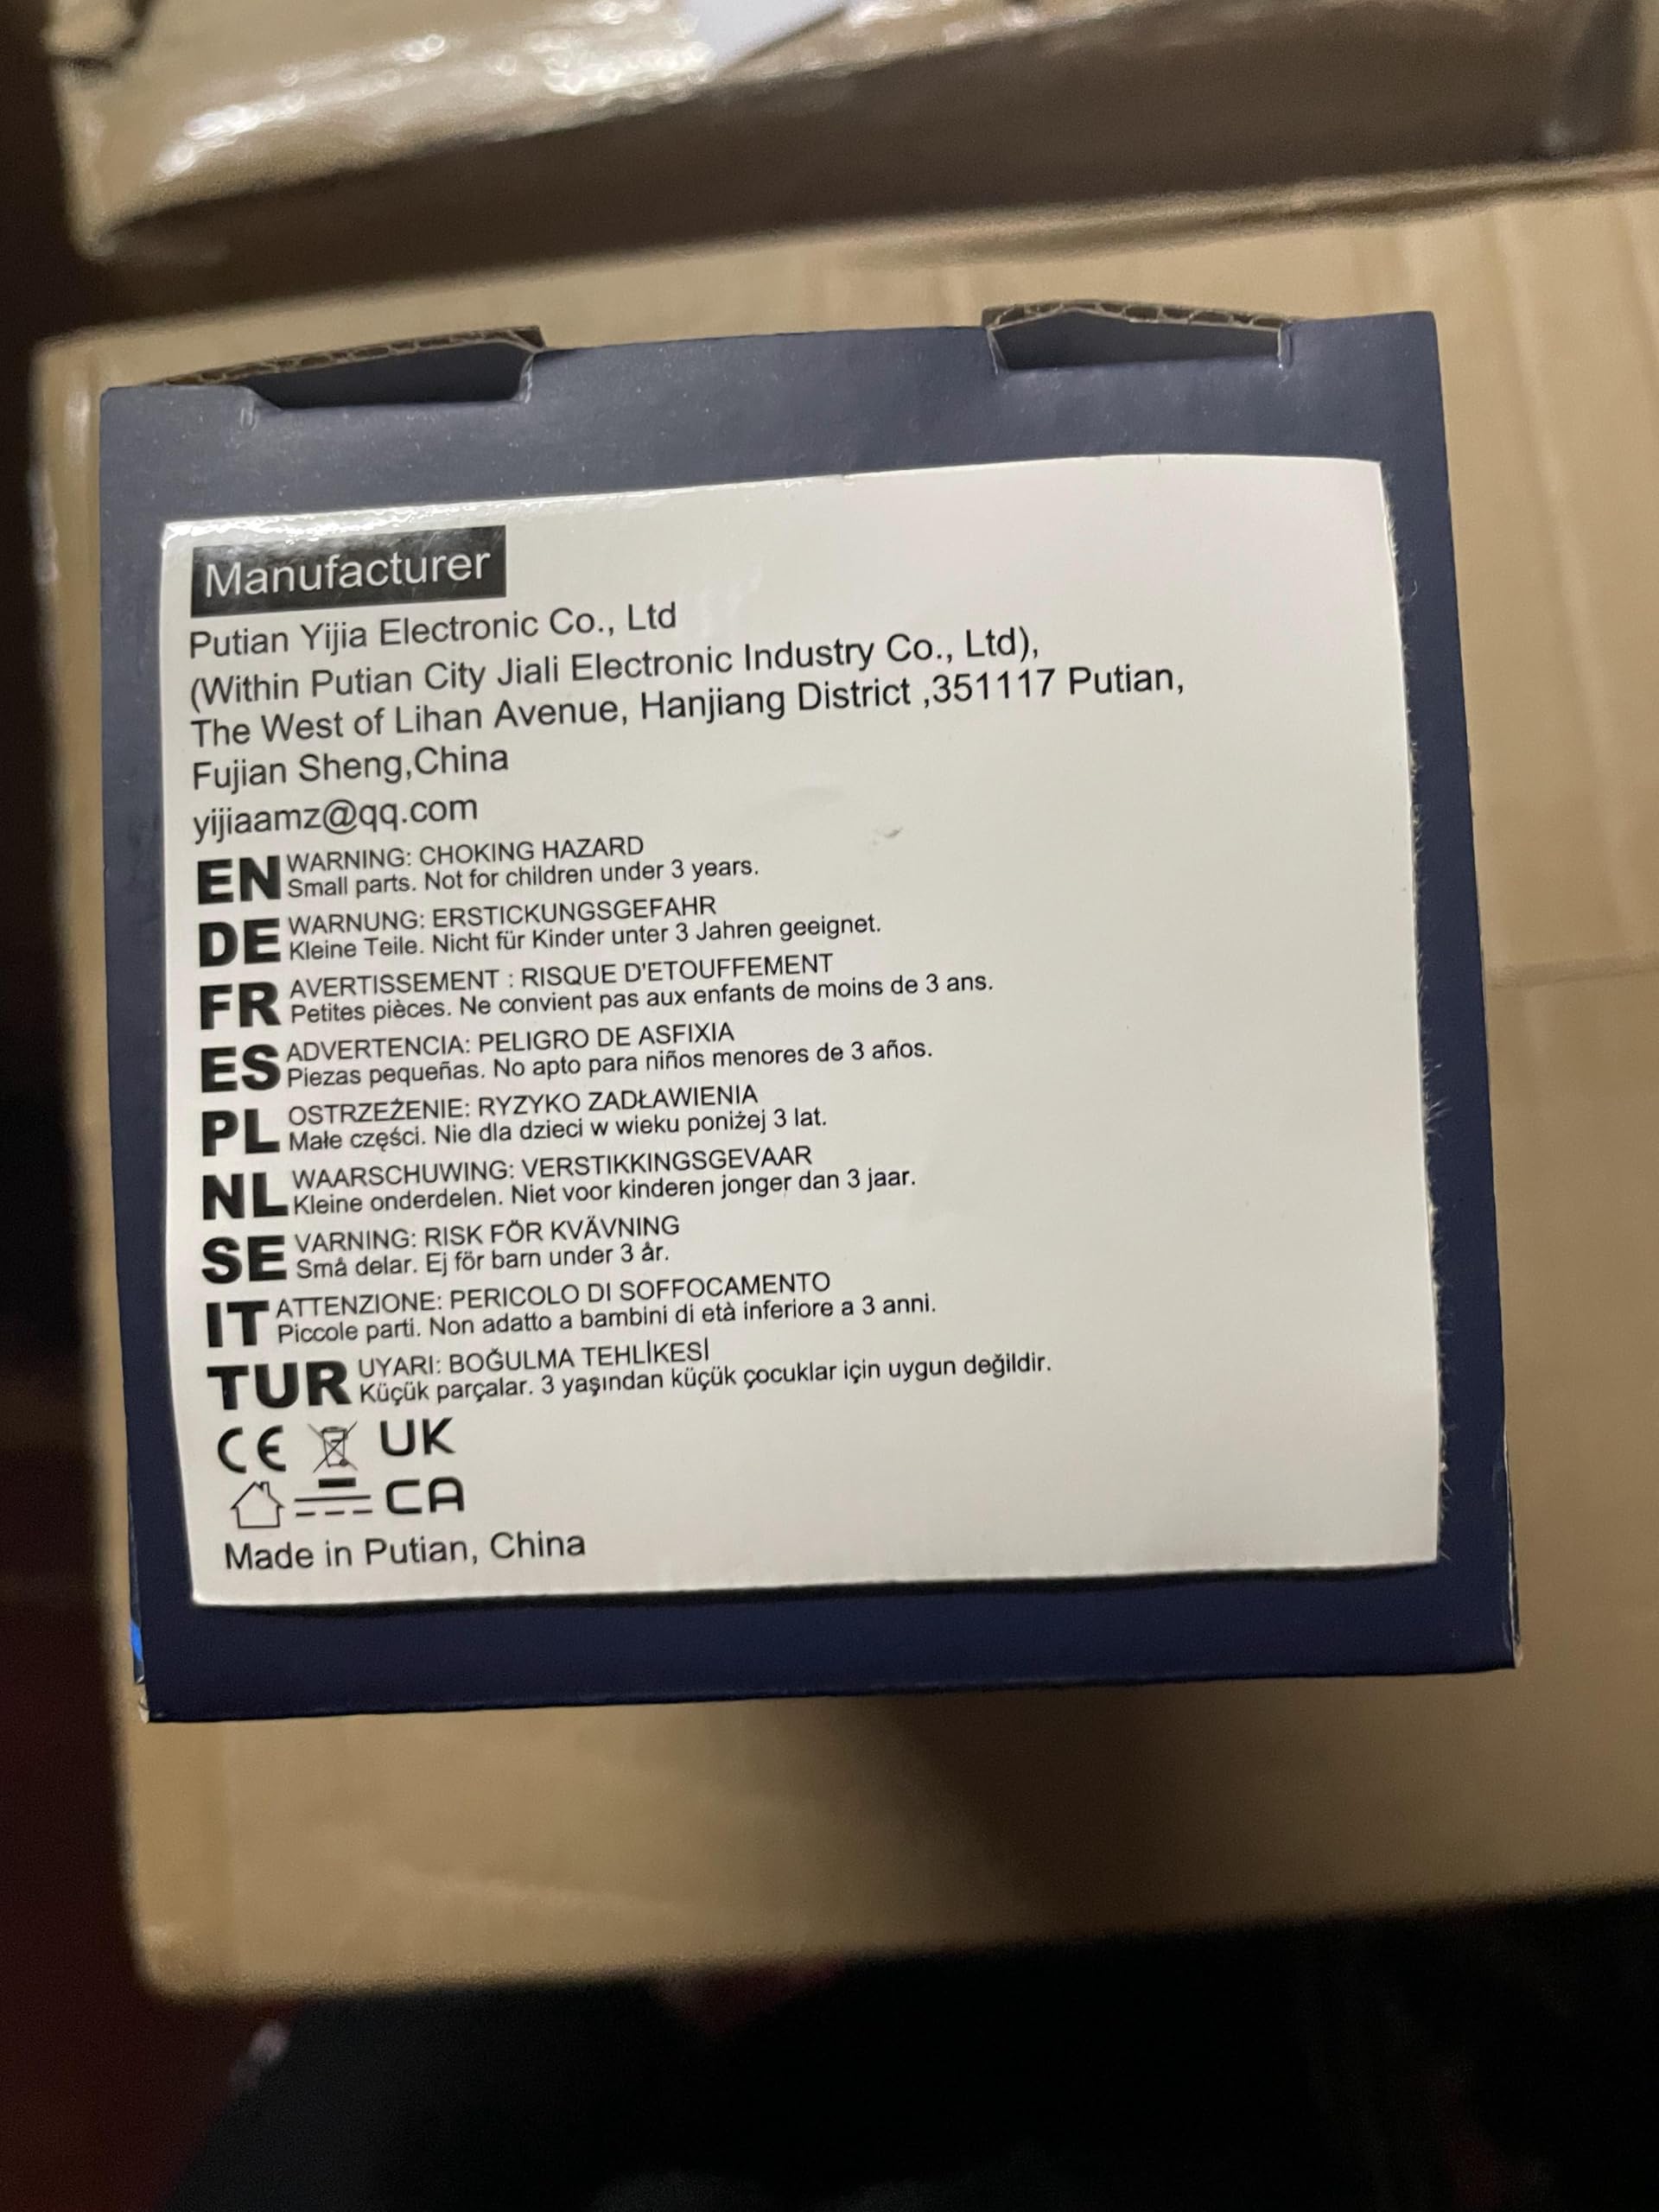 Manufacturer
Putian Yijia Electronic Co., Ltd
(Within Putian City Jiali Electronic Industry Co., Ltd),
The West of Lihan Avenue, Hanjiang District ,351117 Putian,
Fujian Sheng,China
yijiaamz@qq.com
EN WARNING: CHOKING HAZARD
Small parts. Not for children under 3 years.
DE WARNUNG: ERSTICKUNGSGEFAHR
Kleine Teile. Nicht für Kinder unter 3 Jahren geeignet.
FR AVERTISSEMENT : RISQUE D'ETOUFFEMENT
Petites pièces. Ne convient pas aux enfants de moins de 3 ans.
ES ADVERTENCIA: PELIGRO DE ASFIXIA
Piezas pequeñas. No apto para niños menores de 3 años.
PL OSTRZEŻENIE: RYZYKO ZADŁAWIENIA
Małe części. Nie dla dzieci w wieku poniżej 3 lat.
NL WAARSCHUWING: VERSTIKKINGSGEVAAR
Kleine onderdelen. Niet voor kinderen jonger dan 3 jaar.
SE VARNING: RISK FÖR KVÄVNING
Små delar. Ej för barn under 3 år.
IT ATTENZIONE: PERICOLO DI SOFFOCAMENTO
Piccole parti. Non adatto a bambini di età inferiore a 3 anni.
TUR UYARI: BOĞULMA TEHLİKESİ
Küçük parçalar. 3 yaşından küçük çocuklar için uygun değildir.
CE UK
CA
Made in Putian, China